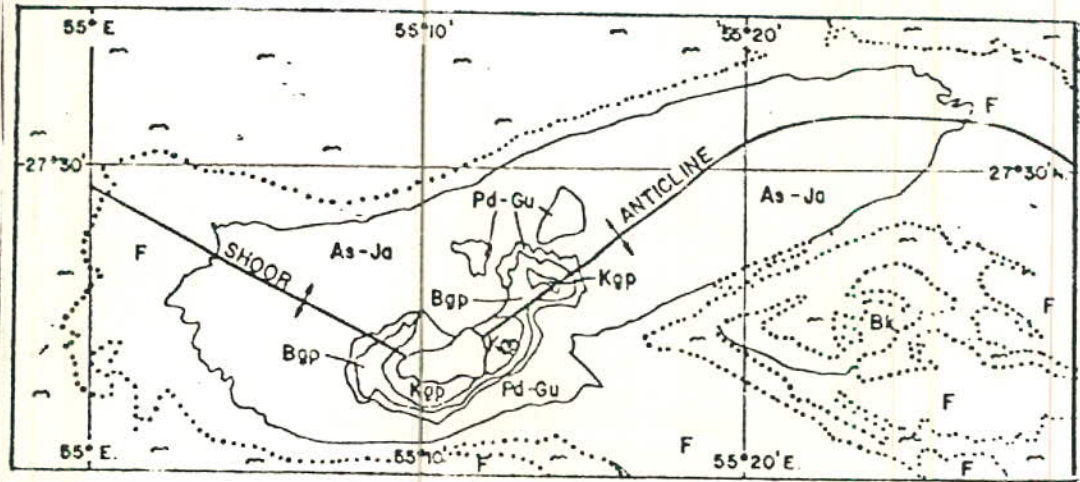 55° E
55°10'
55°20'
27°30'
27°30' N.
F
Pd-Gu
ANTICLINE
As-Ja
As-Ja
F
SHOOR
Kgp
Bgp
F
Bk
Bgp
Kgp
Pd-Gu
F
F
55° E.
55°10'
F
55°20' E.
F